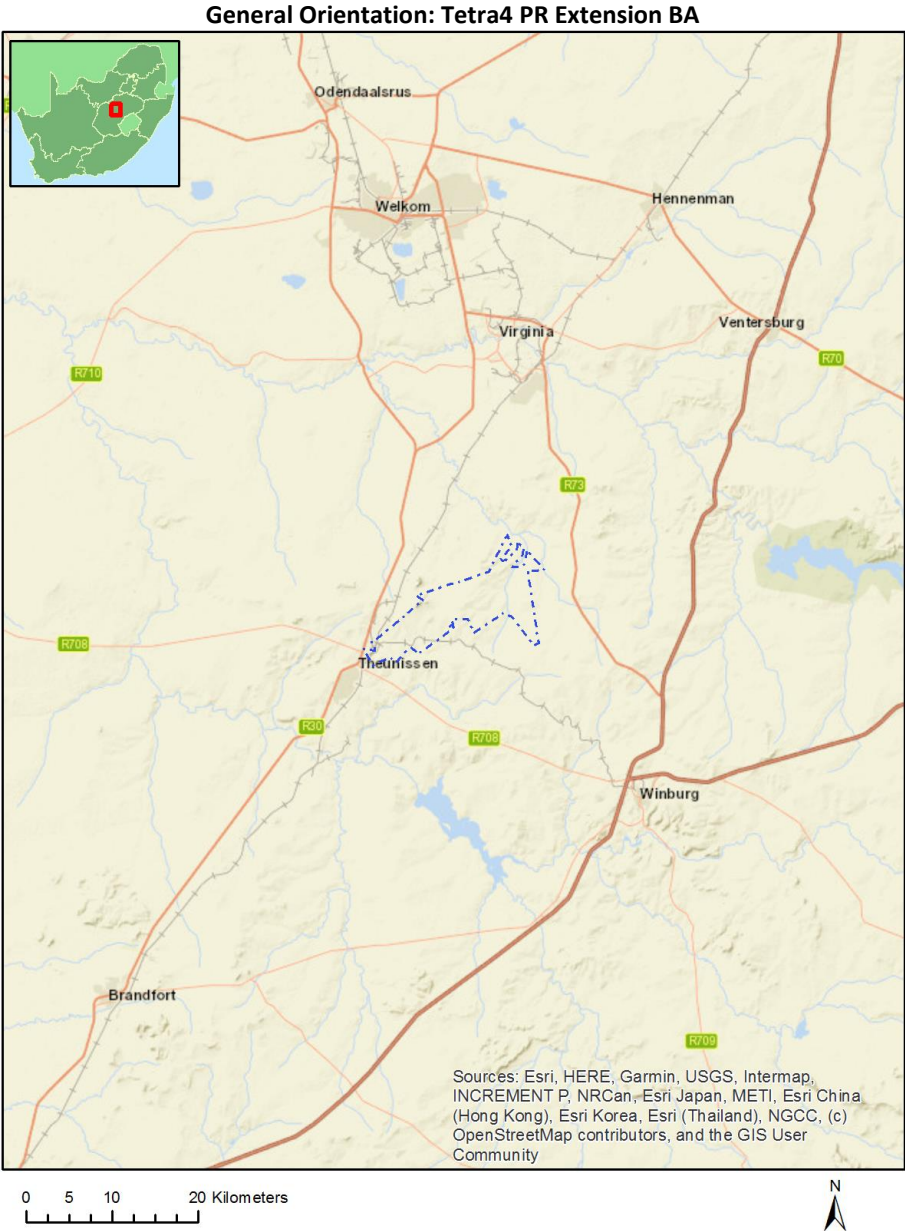 General Orientation: Tetra4 PR Extension BA
Odendaalsrus
Hennenman
Welkom
Ventersburg
Virginia
R70
R710
R73
R708
Theunissen
R30
R708
Winburg
Brandfort
R709
Sources: Esri, HERE, Garmin, USGS, Intermap,
INCREMENT P, NRCan, Esri Japan, METI, Esri China
(Hong Kong), Esri Korea, Esri (Thailand), NGCC, (c)
OpenStreetMap contributors, and the GIS User
Community
0 5 10 20 Kilometers
N